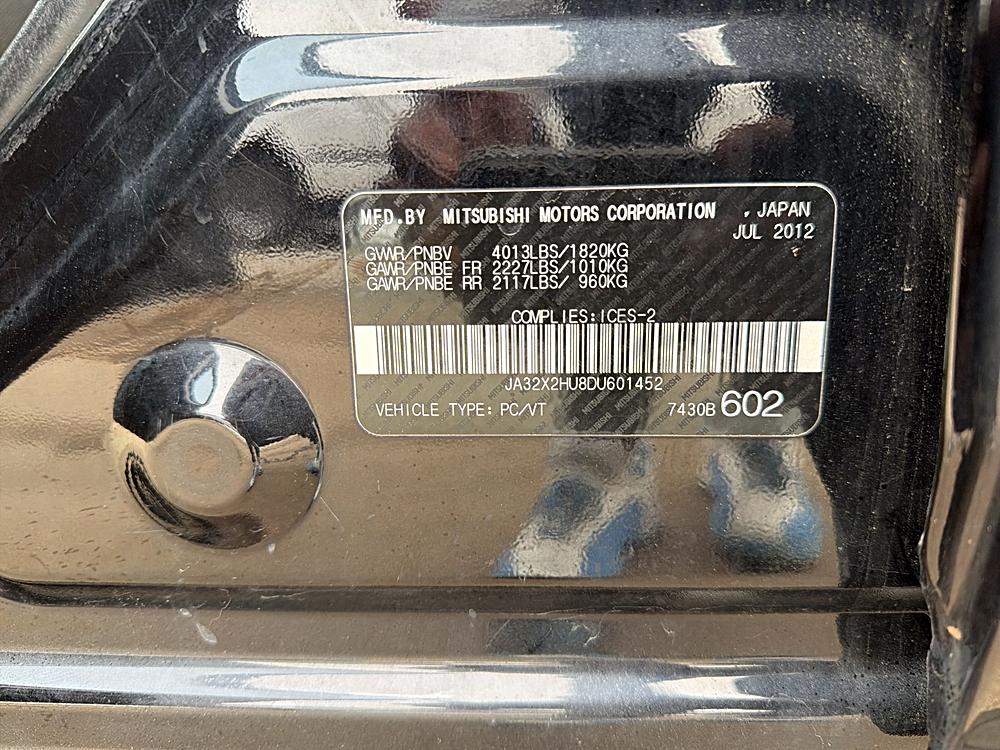 MFD.BY MITSUBISHI MOTORS CORPORATION , JAPAN
JUL 2012
GVWR/PNBV 4013LBS/1820KG
GAWR/PNBE FR 2227LBS/1010KG
GAWR/PNBE RR 2117LBS/ 960KG
COMPLIES:ICES-2
JA32X2HU8DU601452
VEHICLE TYPE: PC/VT 7430B 602